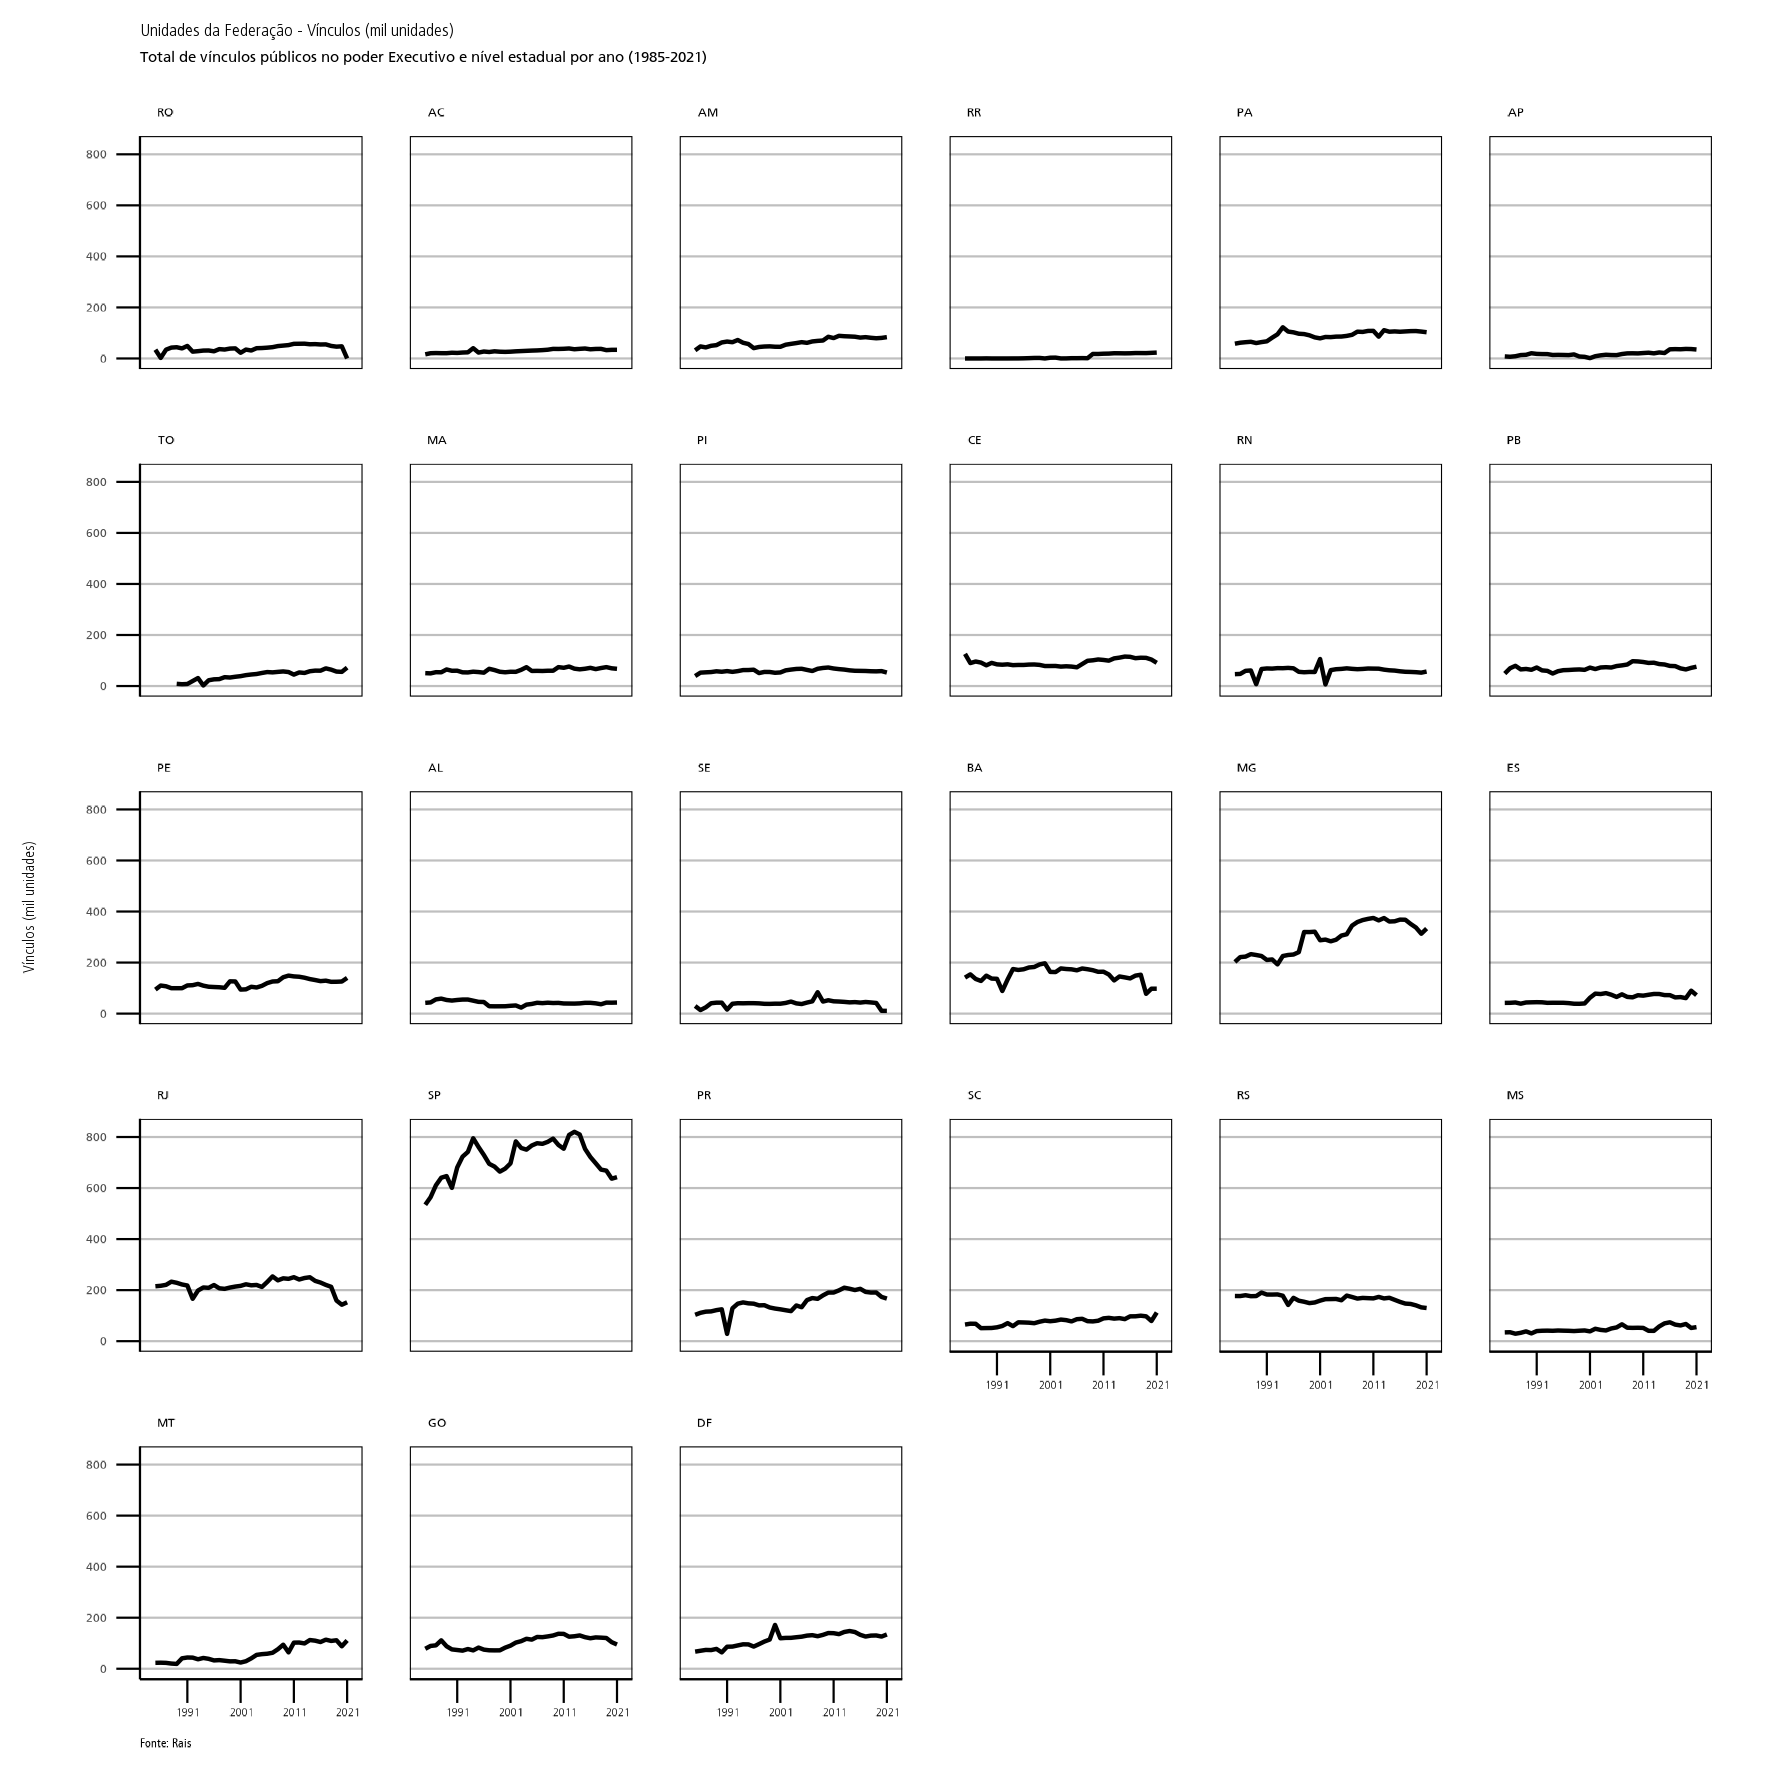 Unidades da Federação - Vínculos (mil unidades)
Total de vínculos públicos no poder Executivo e nível estadual por ano (1985-2021)
RO AC AM RR PA AP
800
600
400
200
0
TO MA PI CE RN PB
800
600
400
200
0
PE AL SE BA MG ES
800
600
400
200
0
Vínculos (mil unidades)
RJ SP PR SC RS MS
800
600
400
200
0
1991 2001 2011 2021 1991 2001 2011 2021 1991 2001 2011 2021
MT GO DF
800
600
400
200
0
1991 2001 2011 2021 1991 2001 2011 2021 1991 2001 2011 2021
Fonte: Rais